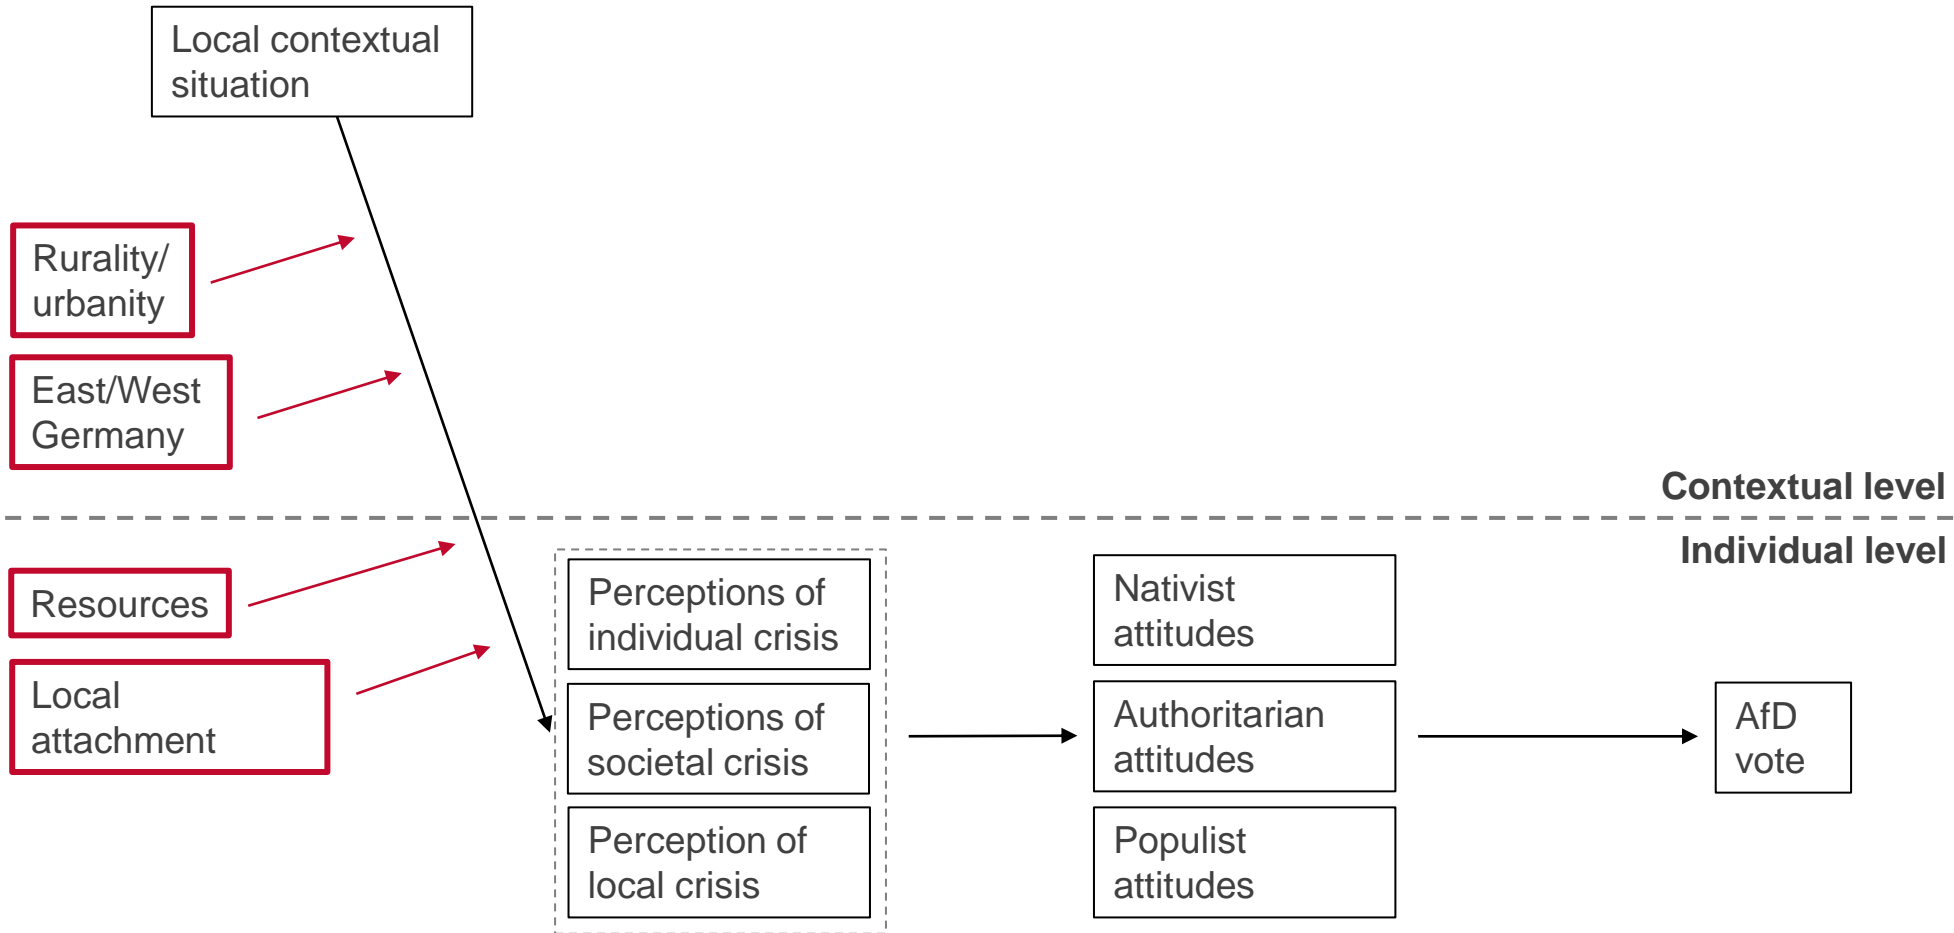 Local contextual
situation
Rurality/
urbanity
East/West
Germany
Contextual level
Individual level
Resources
Local
attachment
Perceptions of
individual crisis
Perceptions of
societal crisis
Perception of
local crisis
Nativist
attitudes
Authoritarian
attitudes
Populist
attitudes
AfD
vote